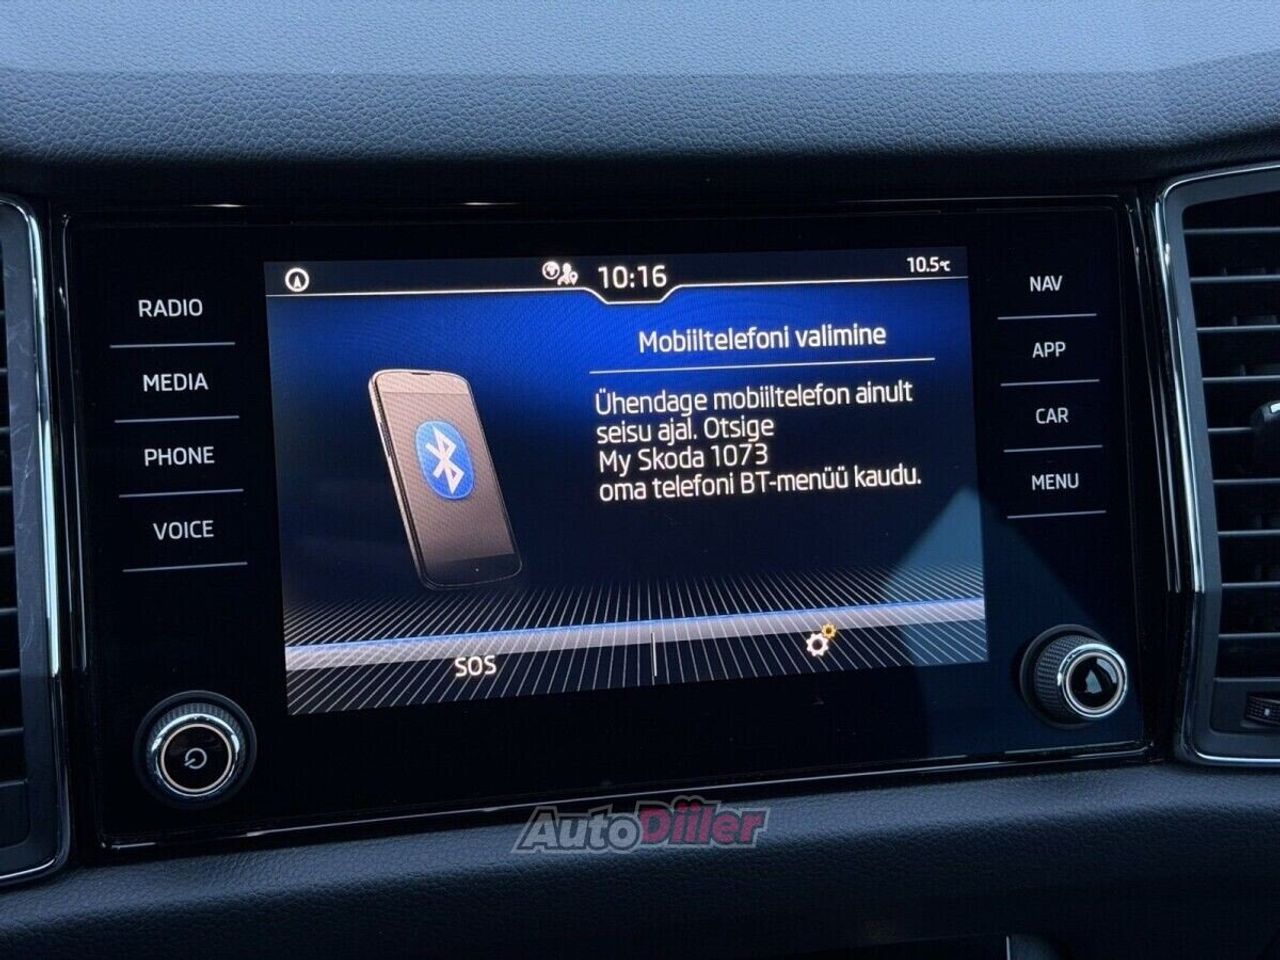 10:16
10.5°C
RADIO
MEDIA
PHONE
VOICE
Mobiiltelefoni valimine
Ühendage mobiiltelefon ainult
seisu ajal. Otsige
My Skoda 1073
oma telefoni BT-menüü kaudu.
SOS
NAV
APP
CAR
MENU
AutoDiiler